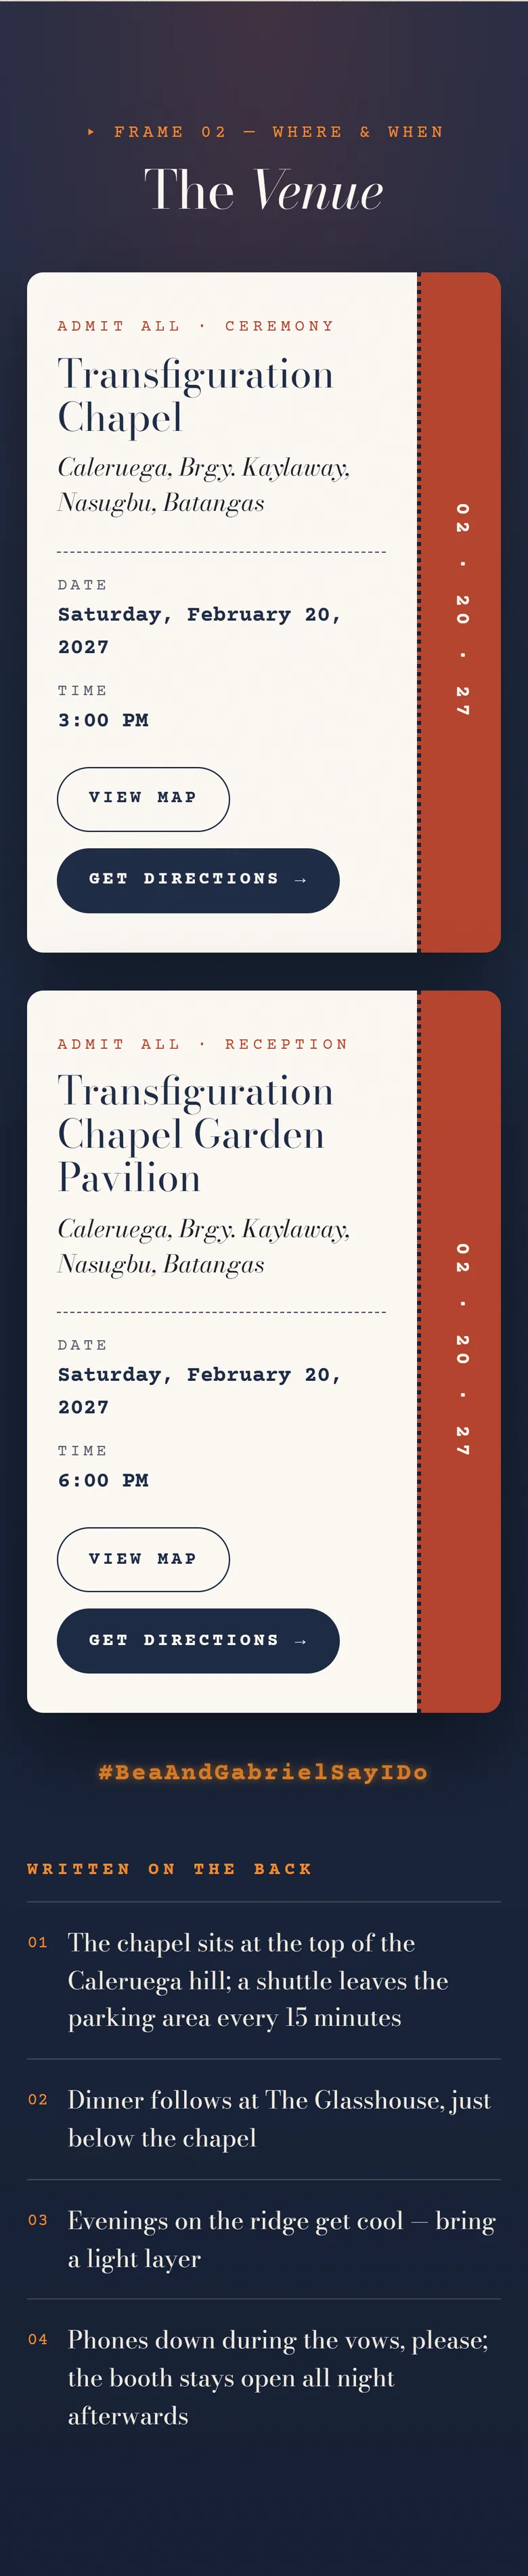 ▸ FRAME 02 — WHERE & WHEN
The Venue
ADMIT ALL · CEREMONY
Transfiguration
Chapel
Caleruega, Brgy. Kaylaway,
Nasugbu, Batangas
DATE
Saturday, February 20,
2027
TIME
3:00 PM
VIEW MAP
GET DIRECTIONS →
02 · 20 · 27
ADMIT ALL · RECEPTION
Transfiguration
Chapel Garden
Pavilion
Caleruega, Brgy. Kaylaway,
Nasugbu, Batangas
DATE
Saturday, February 20,
2027
TIME
6:00 PM
VIEW MAP
GET DIRECTIONS →
02 · 20 · 27
#BeaAndGabrielSayIDo
WRITTEN ON THE BACK
01 The chapel sits at the top of the
Caleruega hill; a shuttle leaves the
parking area every 15 minutes
02 Dinner follows at The Glasshouse, just
below the chapel
03 Evenings on the ridge get cool — bring
a light layer
04 Phones down during the vows, please;
the booth stays open all night
afterwards